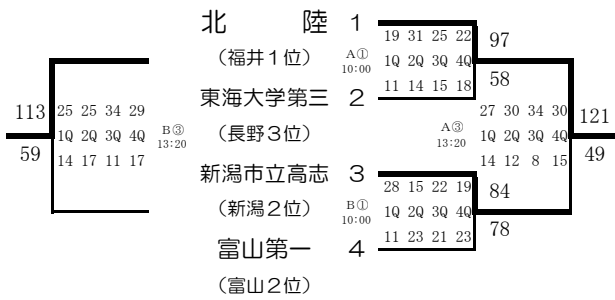 北 陸 1
（福井1位）
東海大学第三 2
（長野3位）
新潟市立高志 3
（新潟2位）
富山第一 4
（富山2位）
A①
10:00
19 31 25 22
1Q 2Q 3Q 4Q
11 14 15 18
97
58
B①
10:00
28 15 22 19
1Q 2Q 3Q 4Q
11 23 21 23
84
78
A③
13:20
27 30 34 30
1Q 2Q 3Q 4Q
14 12 8 15
121
49
B③
13:20
25 25 34 29
1Q 2Q 3Q 4Q
14 17 11 17
113
59